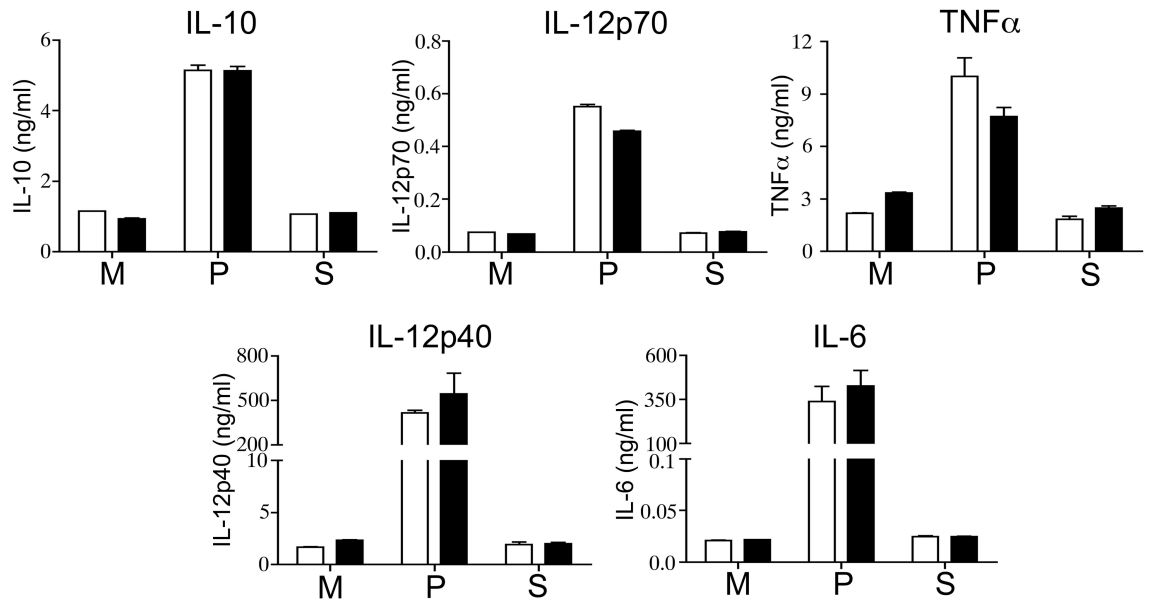 IL-10
IL-10 (ng/ml)
6
4
2
0
M P S
IL-12p70
IL-12p70 (ng/ml)
0.8
0.6
0.4
0.2
0.0
M P S
TNFα
TNFα (ng/ml)
12
9
6
3
0
M P S
IL-12p40
IL-12p40 (ng/ml)
800
500
200
10
5
0
M P S
IL-6
IL-6 (ng/ml)
600
350
100
0.1
0.05
0.0
M P S